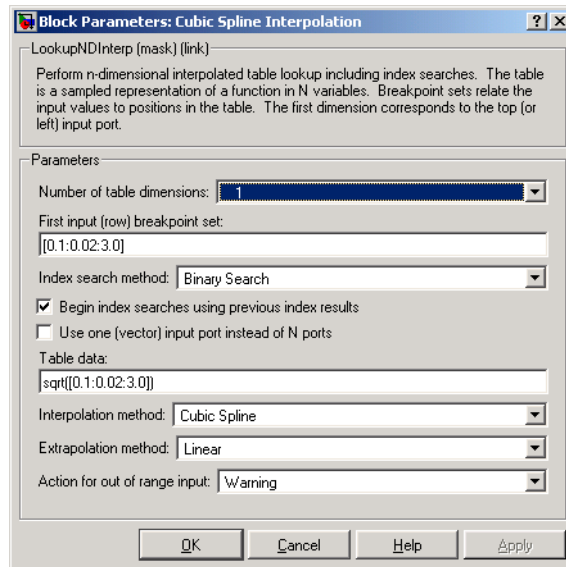 Block Parameters: Cubic Spline Interpolation
LookupNDInterp (mask) (link)
Perform n-dimensional interpolated table lookup including index searches. The table
is a sampled representation of a function in N variables. Breakpoint sets relate the
input values to positions in the table. The first dimension corresponds to the top (or
left) input port.
Parameters
Number of table dimensions: 1
First input (row) breakpoint set:
[0.1:0.02:3.0]
Index search method: Binary Search
Begin index searches using previous index results
Use one (vector) input port instead of N ports
Table data:
sqrt([0.1:0.02:3.0])
Interpolation method: Cubic Spline
Extrapolation method: Linear
Action for out of range input: Warning
OK Cancel Help Apply